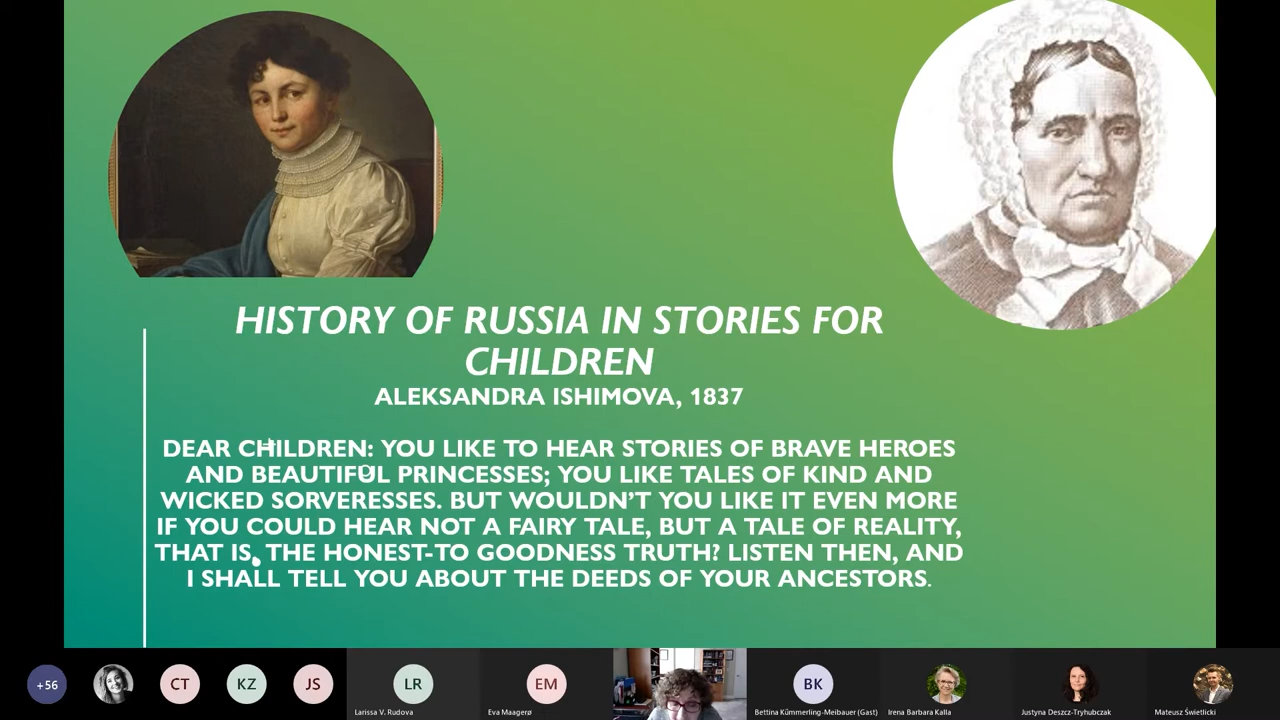 HISTORY OF RUSSIA IN STORIES FOR
CHILDREN
ALEKSANDRA ISHIMOVA, 1837
DEAR CHILDREN: YOU LIKE TO HEAR STORIES OF BRAVE HEROES
AND BEAUTIFUL PRINCESSES; YOU LIKE TALES OF KIND AND
WICKED SORVERESSES. BUT WOULDN'T YOU LIKE IT EVEN MORE
IF YOU COULD HEAR NOT A FAIRY TALE, BUT A TALE OF REALITY,
THAT IS, THE HONEST-TO GOODNESS TRUTH? LISTEN THEN, AND
I SHALL TELL YOU ABOUT THE DEEDS OF YOUR ANCESTORS.
+56
CT
KZ
JS
LR
EM
BK
Larissa V. Rudova
Eva Maagerø
Bettina Kümmerling-Meibauer (Gast)
Irena Barbara Kalla
Justyna Deszcz-Tryhubczak
Mateusz Świetlicki